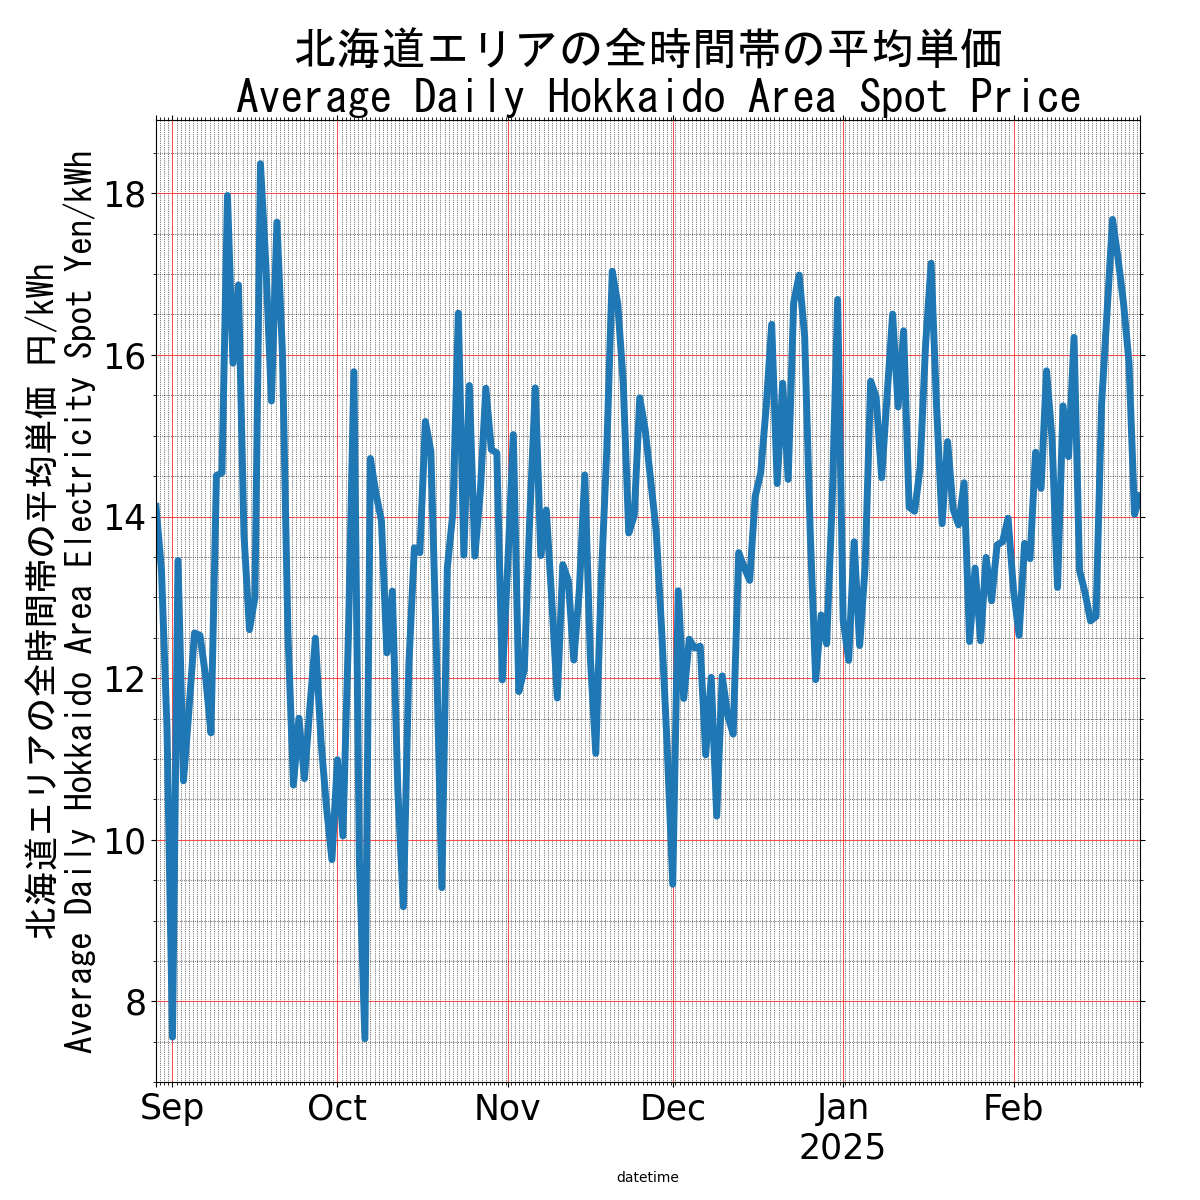 北海道エリアの全時間帯の平均単価
Average Daily Hokkaido Area Spot Price
北海道エリアの全時間帯の平均単価 円/kWh
Average Daily Hokkaido Area Electricity Spot Yen/kWh
18
16
14
12
10
8
Sep Oct Nov Dec Jan Feb
2025
datetime